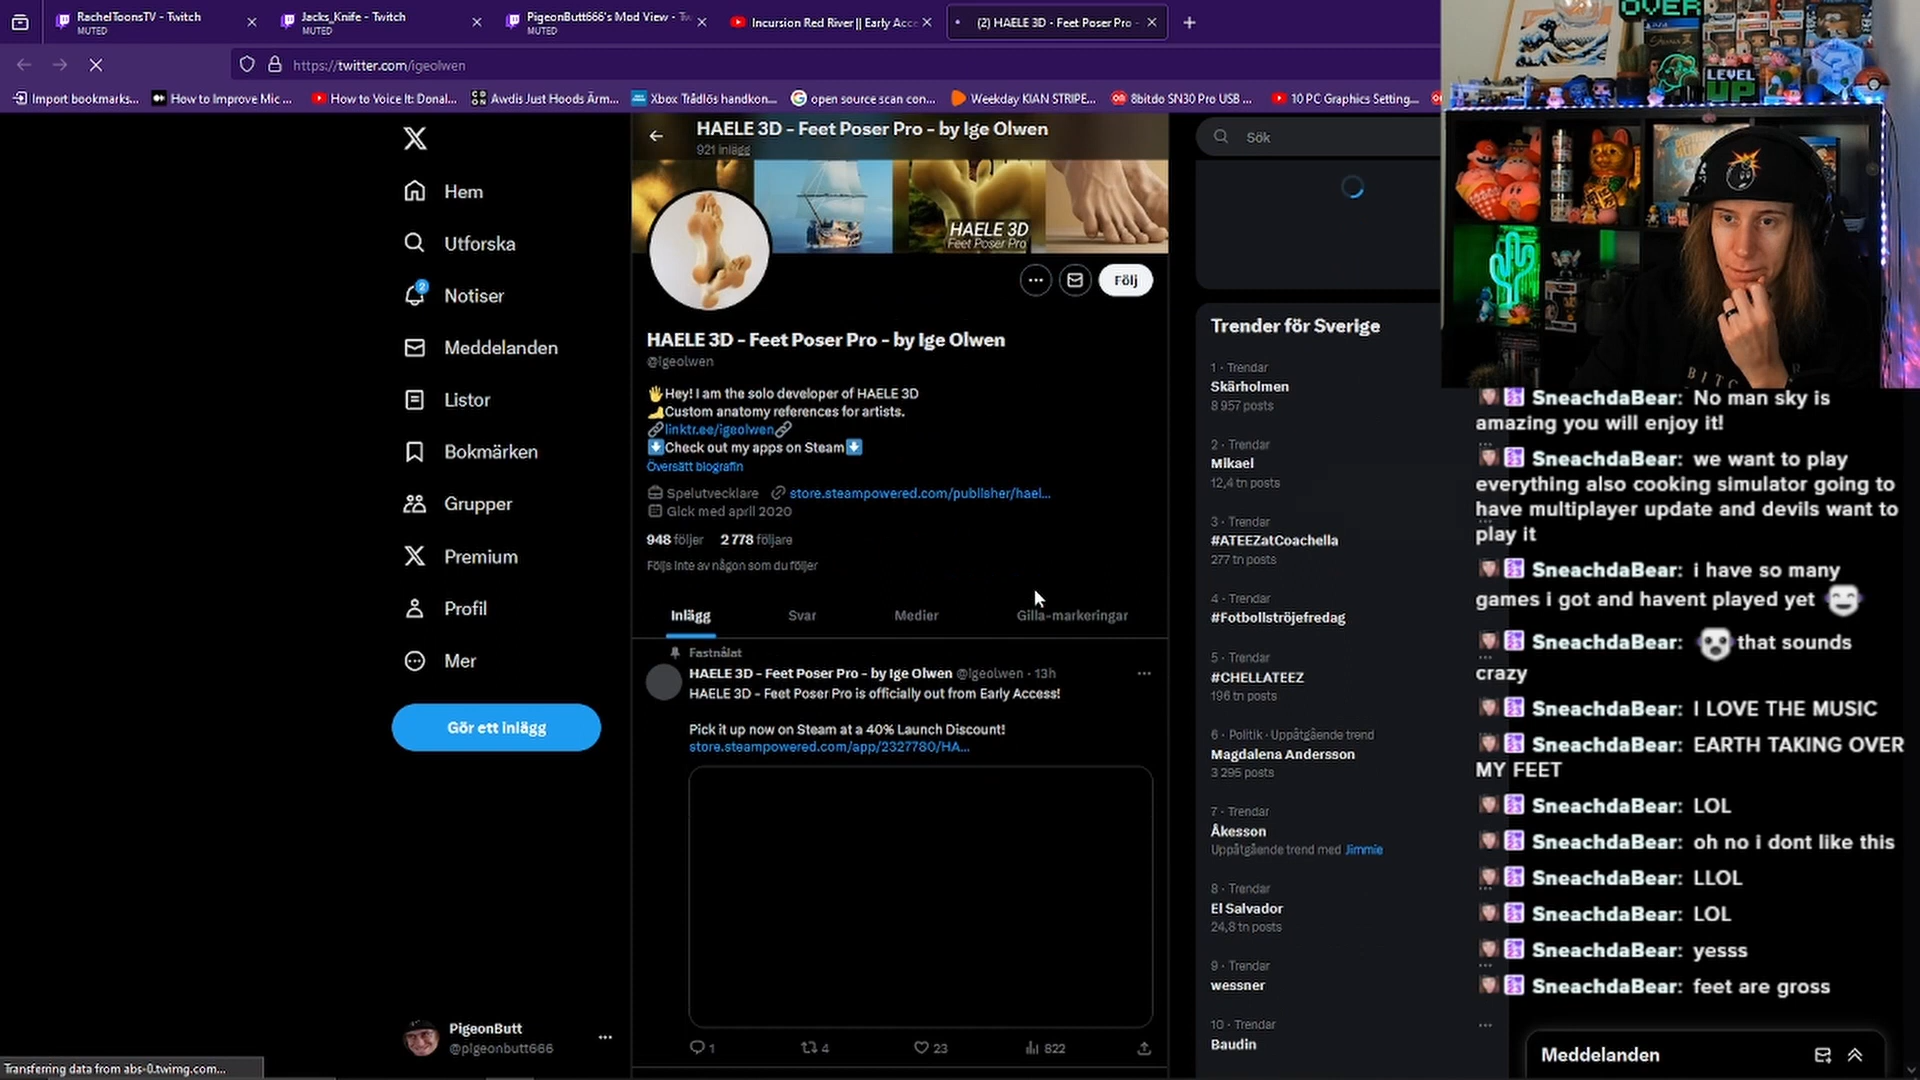 RachelToonsTV - Twitch
MUTED
Jacks_Knife - Twitch
MUTED
PigeonButt666's Mod View - Tw
MUTED
Incursion Red River || Early Acce
(2) HAELE 3D - Feet Poser Pro -
https://twitter.com/igeolwen
Import bookmarks...
How to Improve Mic ...
How to Voice It: Donal...
Awdis Just Hoods Ärm...
Xbox Trådlös handkon...
open source scan con...
Weekday KIAN STRIPE...
8bitdo SN30 Pro USB ...
10 PC Graphics Setting...
HAELE 3D - Feet Poser Pro - by Ige Olwen
921 inlägg
HAELE 3D
Feet Poser Pro
Följ
HAELE 3D - Feet Poser Pro - by Ige Olwen
@igeolwen
Hey! I am the solo developer of HAELE 3D
Custom anatomy references for artists.
linktr.ee/igeolwen
Check out my apps on Steam
Översätt biografin
Spelutvecklare store.steampowered.com/publisher/hael...
Gick med april 2020
948 följer 2 778 följare
Följs inte av någon som du följer
Inlägg
Svar
Medier
Gilla-markeringar
Fastnålat
HAELE 3D - Feet Poser Pro - by Ige Olwen @igeolwen · 13h
HAELE 3D - Feet Poser Pro is officially out from Early Access!
Pick it up now on Steam at a 40% Launch Discount!
store.steampowered.com/app/2327780/HA...
1
4
23
822
Hem
Utforska
2
Notiser
Meddelanden
Listor
Bokmärken
Grupper
Premium
Profil
Mer
Gör ett inlägg
PigeonButt
@pigeonbutt666
Transferring data from abs-0.twimg.com...
Sök
Trender för Sverige
1 · Trendar
Skärholmen
8 957 posts
2 · Trendar
Mikael
12,4 tn posts
3 · Trendar
#ATEEZatCoachella
277 tn posts
4 · Trendar
#Fotbollströjefredag
5 · Trendar
#CHELLATEEZ
196 tn posts
6 · Politik · Uppåtgående trend
Magdalena Andersson
3 295 posts
7 · Trendar
Åkesson
Uppåtgående trend med Jimmie
8 · Trendar
El Salvador
24,8 tn posts
9 · Trendar
wessner
10 · Trendar
Baudin
OVER
LEVEL
UP
SneachdaBear: No man sky is
amazing you will enjoy it!
SneachdaBear: we want to play
everything also cooking simulator going to
have multiplayer update and devils want to
play it
SneachdaBear: i have so many
games i got and havent played yet
SneachdaBear: that sounds
crazy
SneachdaBear: I LOVE THE MUSIC
SneachdaBear: EARTH TAKING OVER
MY FEET
SneachdaBear: LOL
SneachdaBear: oh no i dont like this
SneachdaBear: LLOL
SneachdaBear: LOL
SneachdaBear: yesss
SneachdaBear: feet are gross
Meddelanden